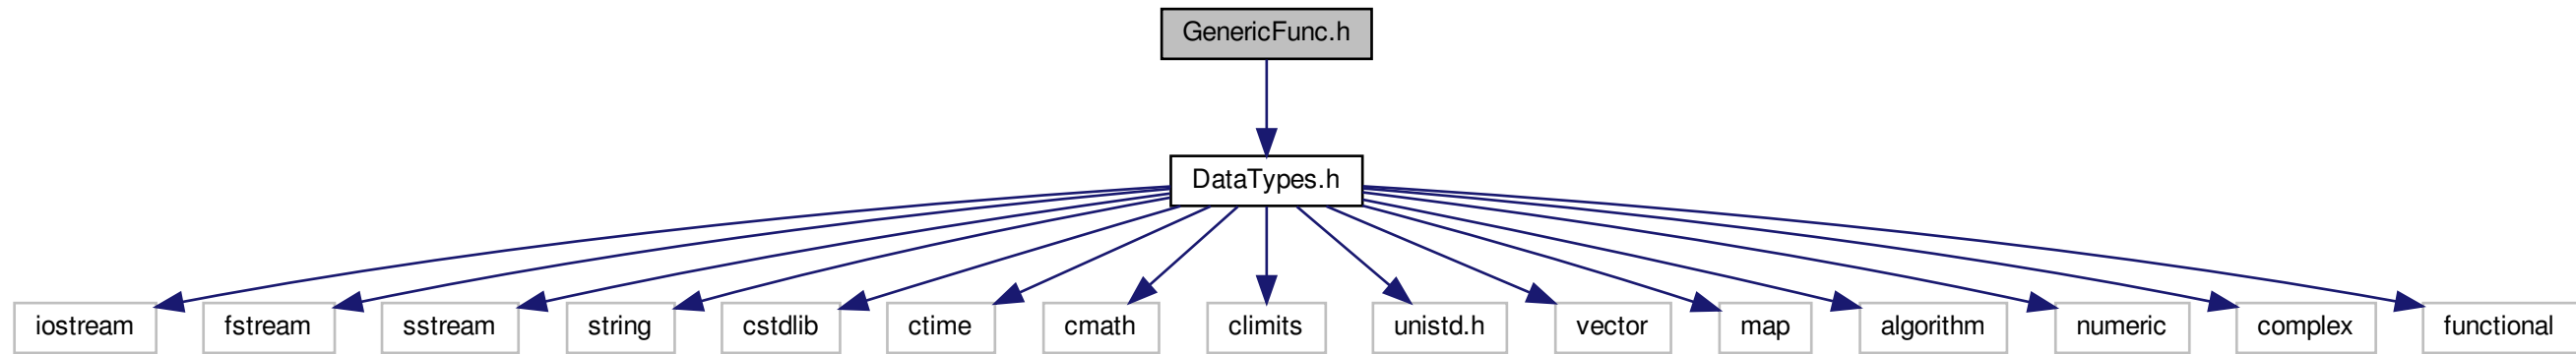 GenericFunc.h
DataTypes.h
iostream
fstream
sstream
string
cstdlib
ctime
cmath
climits
unistd.h
vector
map
algorithm
numeric
complex
functional